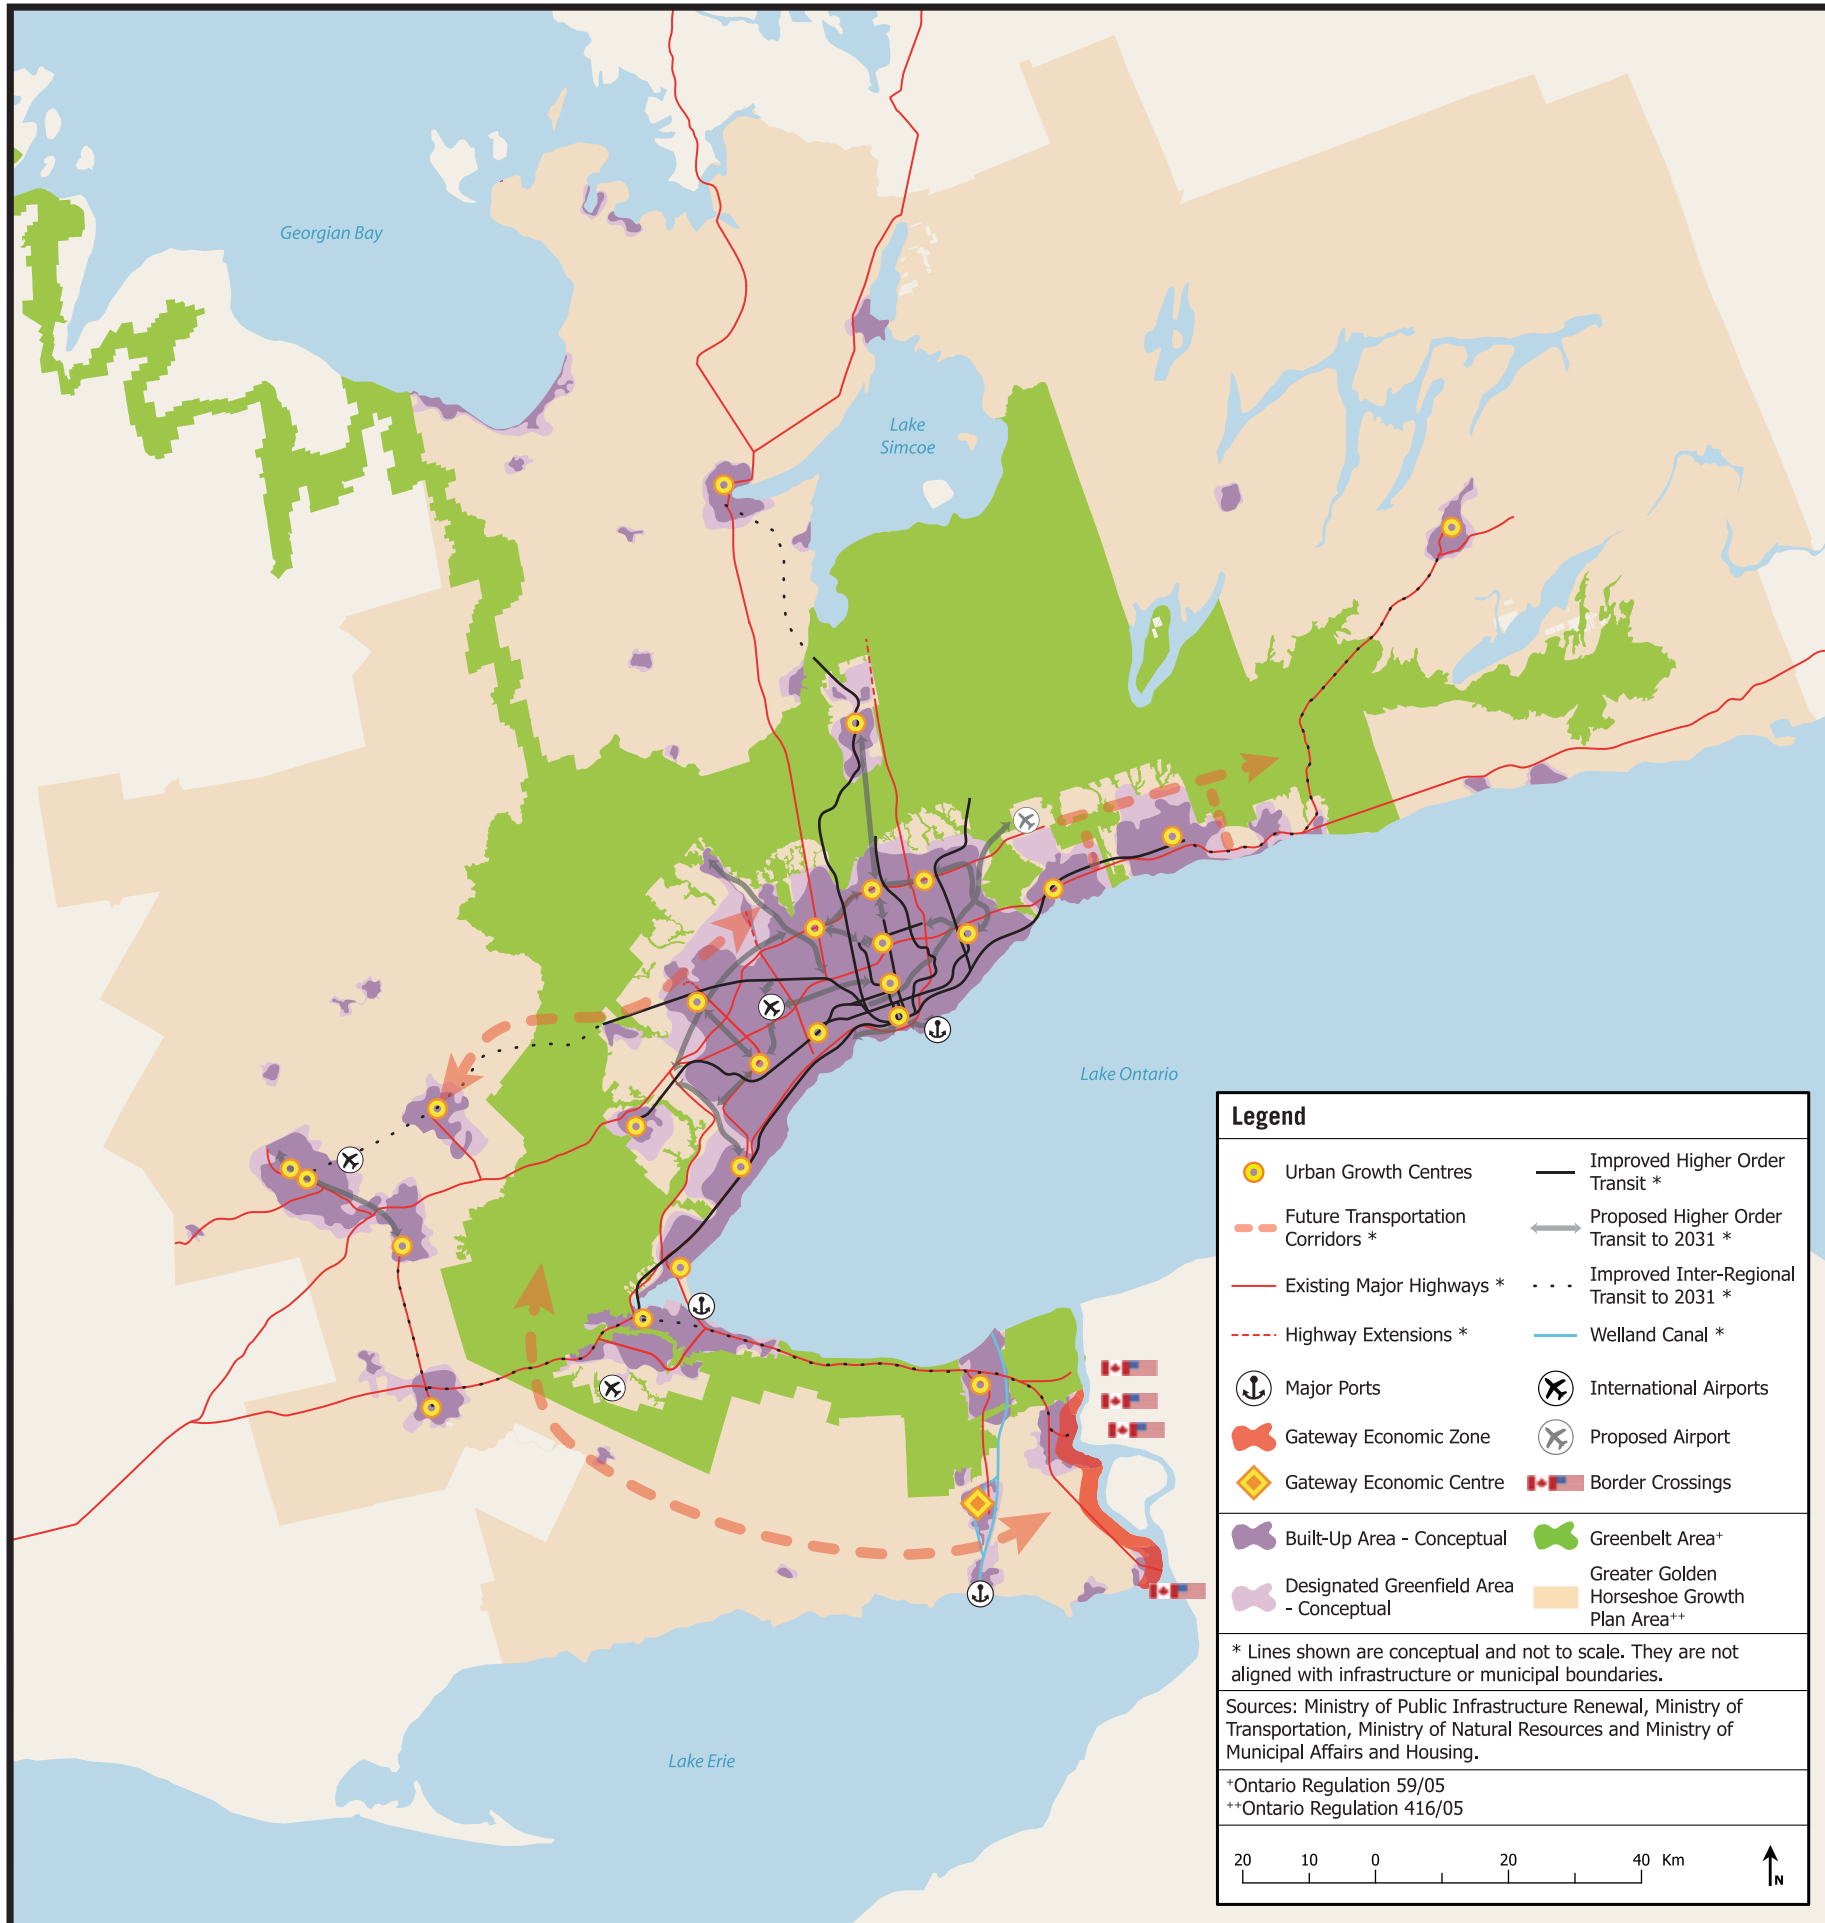 Georgian Bay
Lake
Simcoe
Lake Ontario
Lake Erie
Legend
Urban Growth Centres
Improved Higher Order
Transit *
Future Transportation
Corridors *
Proposed Higher Order
Transit to 2031 *
Existing Major Highways *
Improved Inter-Regional
Transit to 2031 *
Highway Extensions *
Welland Canal *
Major Ports
International Airports
Gateway Economic Zone
Proposed Airport
Gateway Economic Centre
Border Crossings
Built-Up Area - Conceptual
Greenbelt Area+
Designated Greenfield Area
- Conceptual
Greater Golden
Horseshoe Growth
Plan Area++
* Lines shown are conceptual and not to scale. They are not
aligned with infrastructure or municipal boundaries.
Sources: Ministry of Public Infrastructure Renewal, Ministry of
Transportation, Ministry of Natural Resources and Ministry of
Municipal Affairs and Housing.
+Ontario Regulation 59/05
++Ontario Regulation 416/05
20 10 0 20 40 Km
N